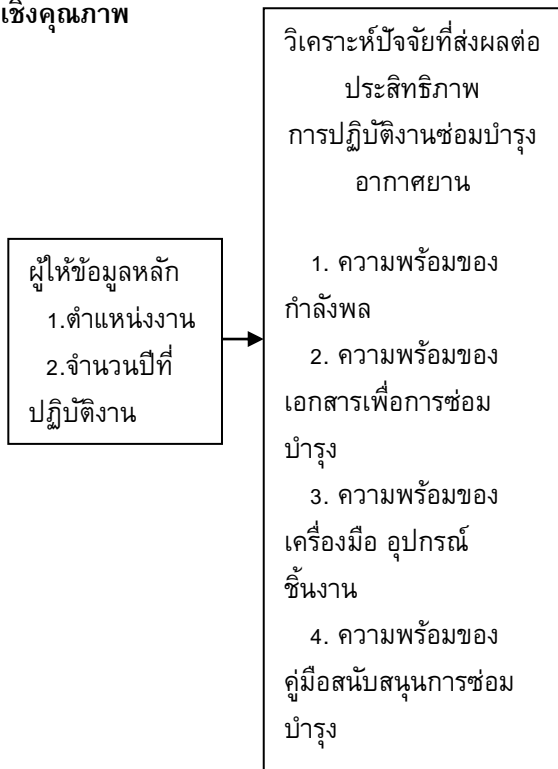 เชิงคุณภาพ
ผู้ให้ข้อมูลหลัก
1.ตำแหน่งงาน
2.จำนวนปีที่
ปฏิบัติงาน
วิเคราะห์ปัจจัยที่ส่งผลต่อ
ประสิทธิภาพ
การปฏิบัติงานซ่อมบำรุง
อากาศยาน
1. ความพร้อมของ
กำลังพล
2. ความพร้อมของ
เอกสารเพื่อการซ่อม
บำรุง
3. ความพร้อมของ
เครื่องมือ อุปกรณ์
ชิ้นงาน
4. ความพร้อมของ
คู่มือสนับสนุนการซ่อม
บำรุง